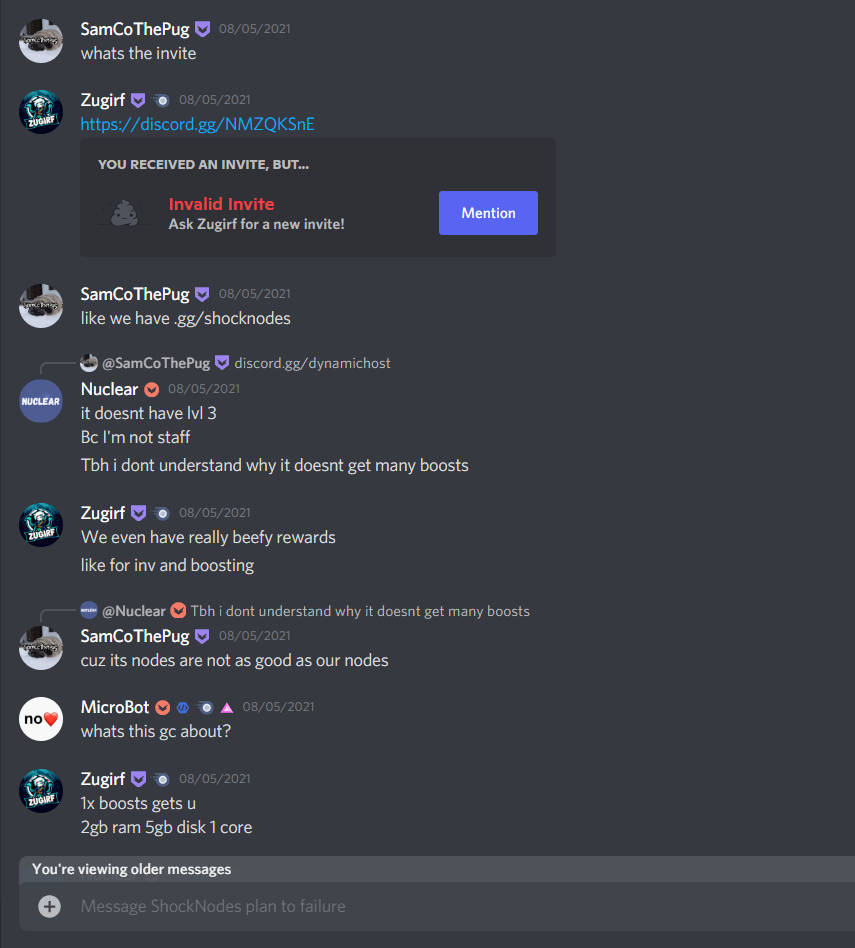 SamCoThePug 08/05/2021
whats the invite
Zugirf 08/05/2021
https://discord.gg/NMZQKSnE
YOU RECEIVED AN INVITE, BUT...
Invalid Invite
Ask Zugirf for a new invite!
Mention
SamCoThePug 08/05/2021
like we have .gg/shocknodes
@SamCoThePug discord.gg/dynamichost
NUCLEAR
Nuclear 08/05/2021
it doesnt have lvl 3
Bc I'm not staff
Tbh i dont understand why it doesnt get many boosts
ZUGIRF
Zugirf 08/05/2021
We even have really beefy rewards
like for inv and boosting
@Nuclear Tbh i dont understand why it doesnt get many boosts
SamCoThePug 08/05/2021
cuz its nodes are not as good as our nodes
no❤️
MicroBot 08/05/2021
whats this gc about?
ZUGIRF
Zugirf 08/05/2021
1x boosts gets u
2gb ram 5gb disk 1 core
You're viewing older messages
Message ShockNodes plan to failure